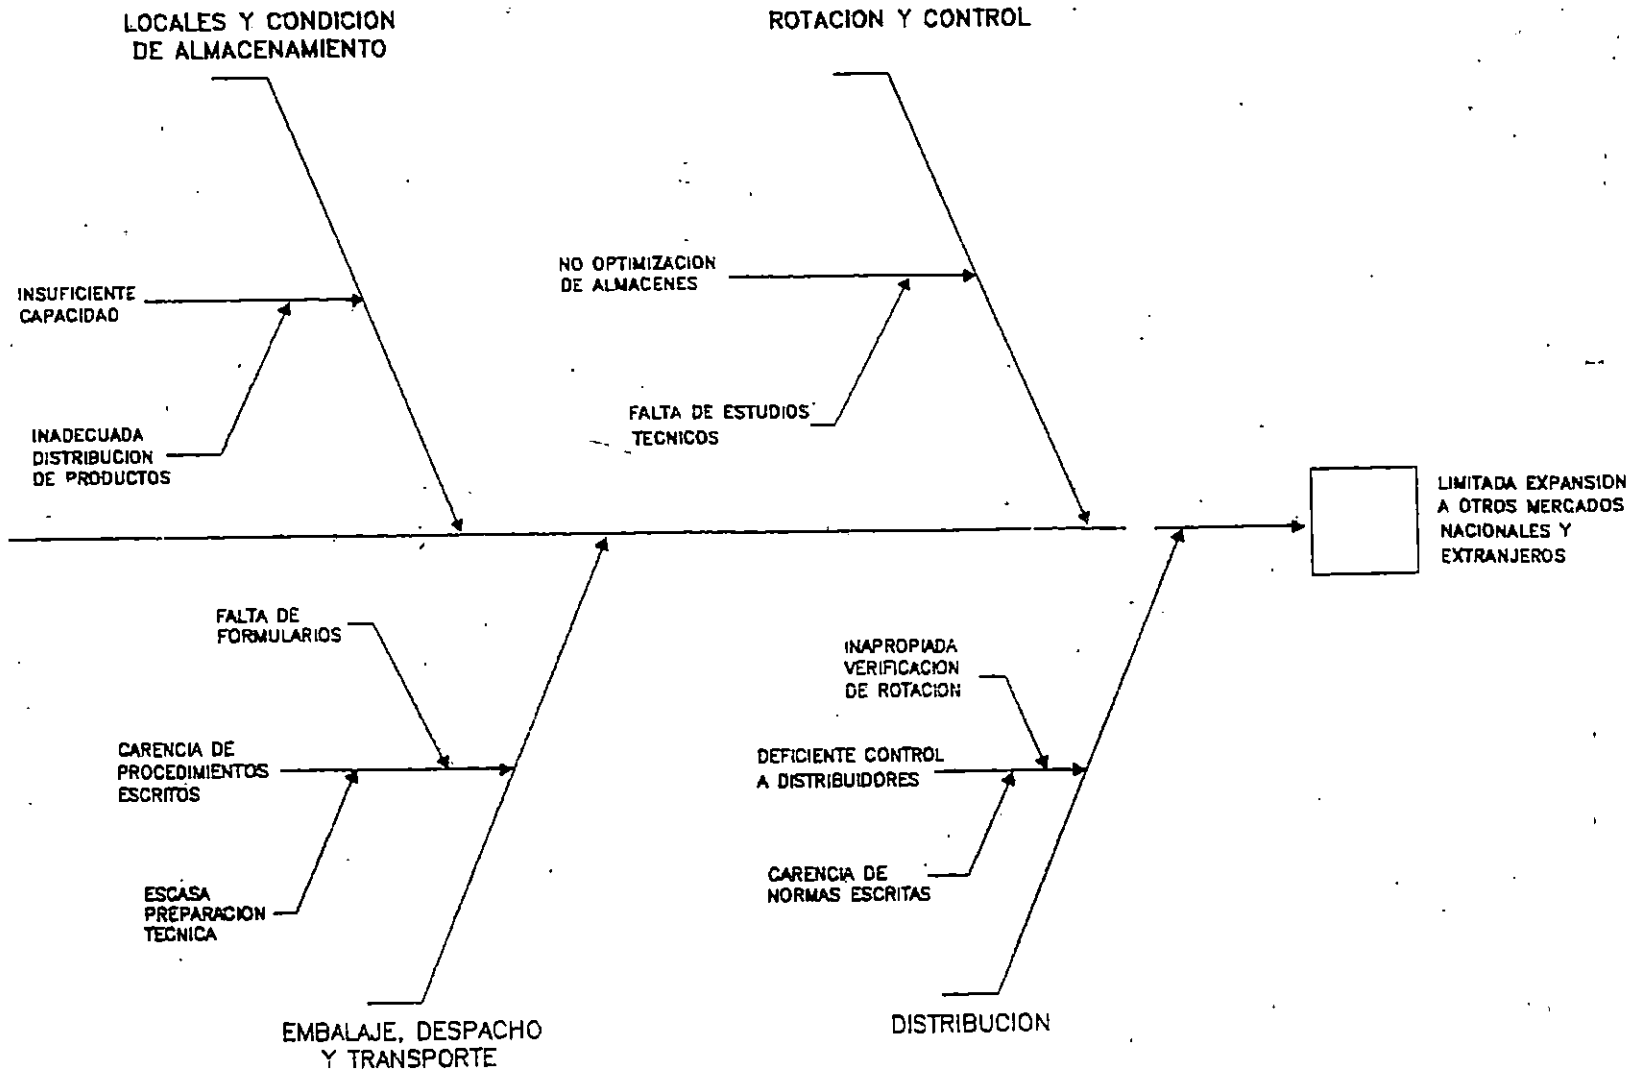 LOCALES Y CONDICION
DE ALMACENAMIENTO
ROTACION Y CONTROL
NO OPTIMIZACION
DE ALMACENES
INSUFICIENTE
CAPACIDAD
FALTA DE ESTUDIOS
TECNICOS
INADECUADA
DISTRIBUCION
DE PRODUCTOS
LIMITADA EXPANSION
A OTROS MERCADOS
NACIONALES Y
EXTRANJEROS
FALTA DE
FORMULARIOS
INAPROPIADA
VERIFICACION
DE ROTACION
CARENCIA DE
PROCEDIMIENTOS
ESCRITOS
DEFICIENTE CONTROL
A DISTRIBUIDORES
CARENCIA DE
NORMAS ESCRITAS
ESCASA
PREPARACION
TECNICA
EMBALAJE, DESPACHO
Y TRANSPORTE
DISTRIBUCION